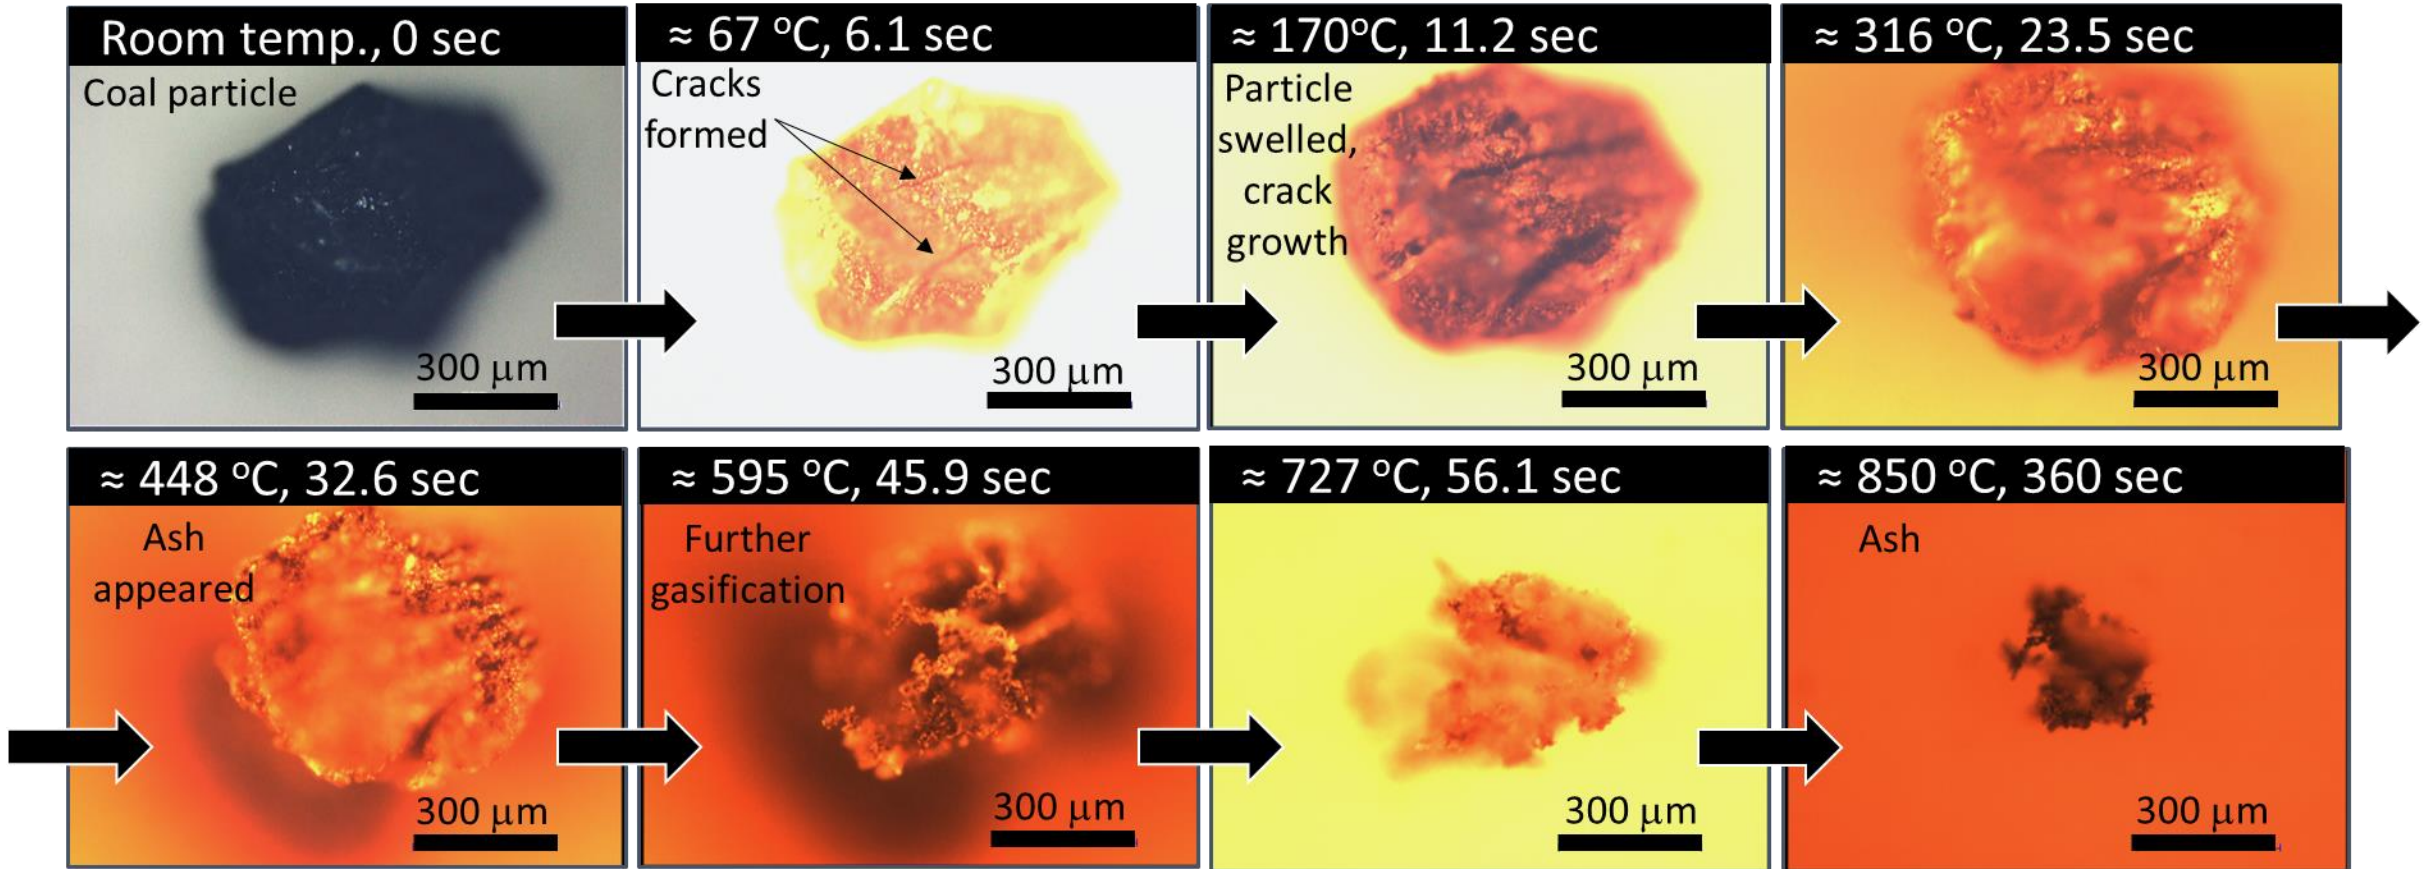 Room temp., 0 sec
Coal particle
300 μm
≈ 67 °C, 6.1 sec
Cracks
formed
300 μm
≈ 170°C, 11.2 sec
Particle
swelled,
crack
growth
300 μm
≈ 316 °C, 23.5 sec
300 μm
≈ 448 °C, 32.6 sec
Ash
appeared
300 μm
≈ 595 °C, 45.9 sec
Further
gasification
300 μm
≈ 727 °C, 56.1 sec
300 μm
≈ 850 °C, 360 sec
Ash
300 μm